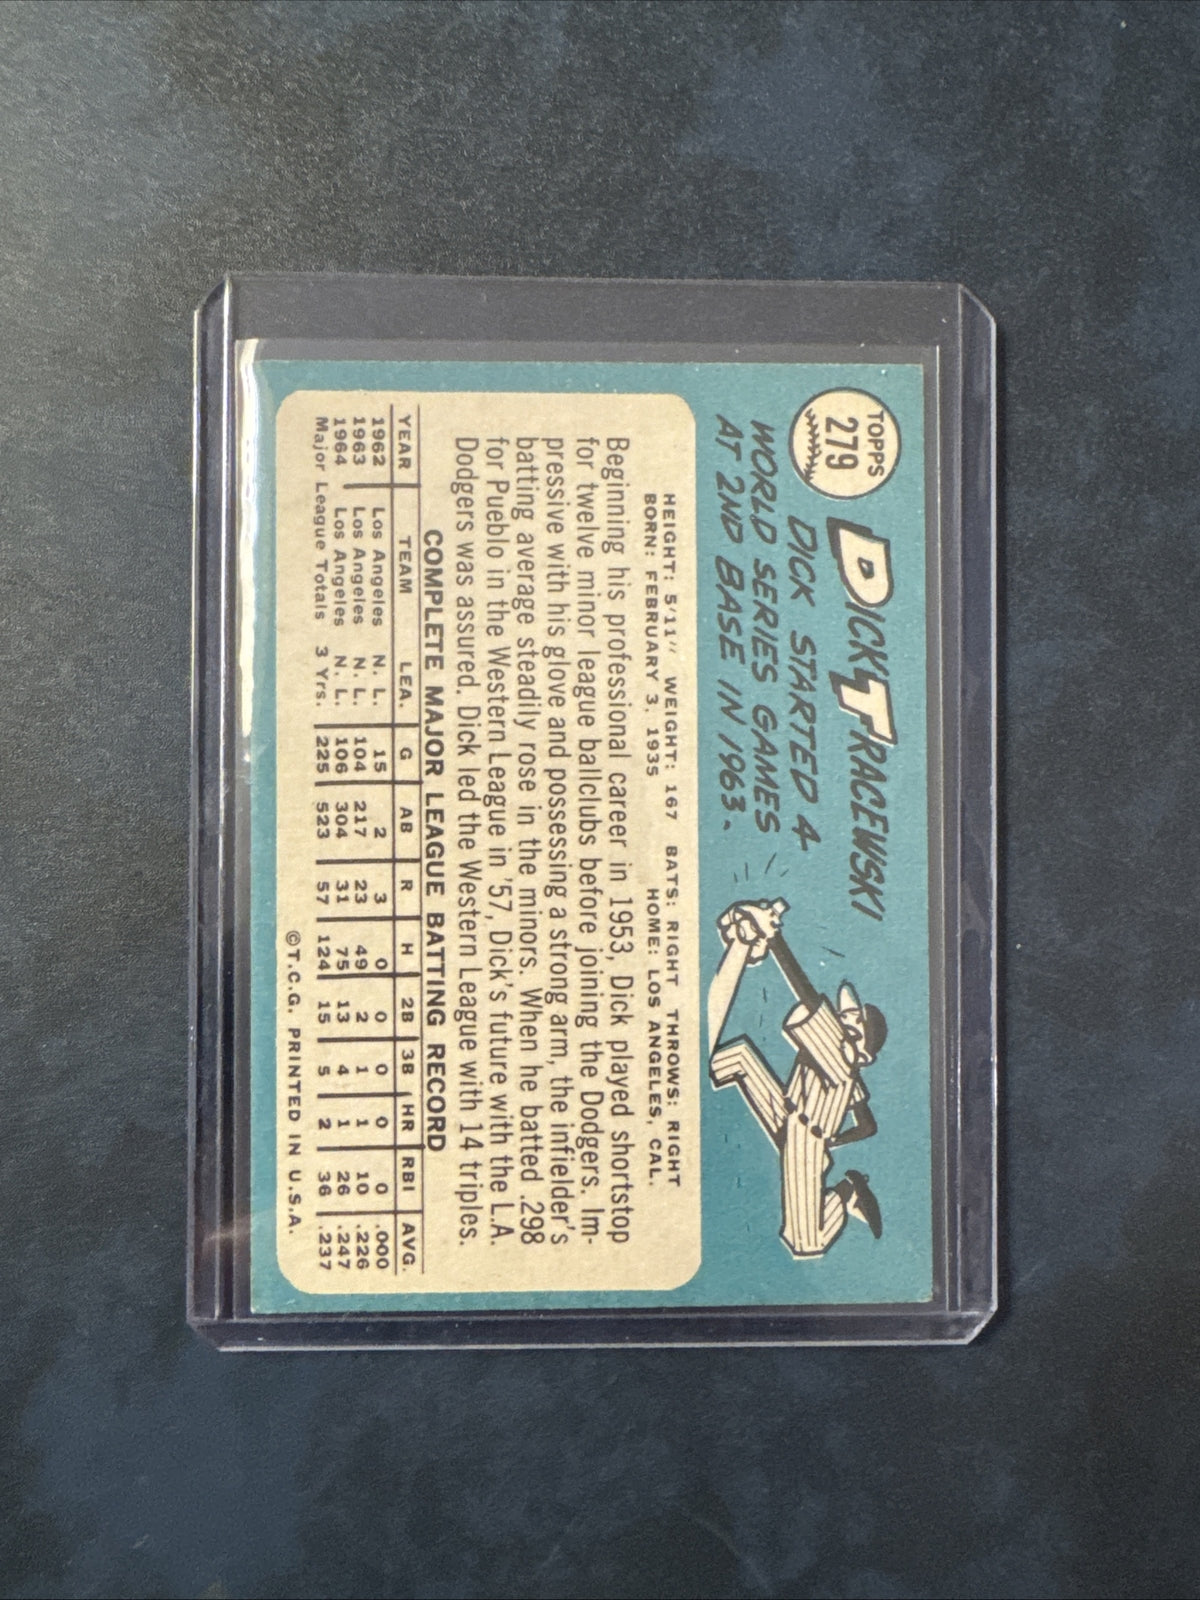 TOPPS
279
DICK TRACEWSKI
DICK STARTED 4
WORLD SERIES GAMES
AT 2ND BASE IN 1963.
HEIGHT: 5'11" WEIGHT: 167 BATS: RIGHT THROWS: RIGHT
BORN: FEBRUARY 3, 1935 HOME: LOS ANGELES, CAL.
Beginning his professional career in 1953, Dick played shortstop
for twelve minor league ballclubs before joining the Dodgers. Im-
pressive with his glove and possessing a strong arm, the infielder's
batting average steadily rose in the minors. When he batted .298
for Pueblo in the Western League in '57, Dick's future with the L.A.
Dodgers was assured. Dick led the Western League with 14 triples.
COMPLETE MAJOR LEAGUE BATTING RECORD
YEAR TEAM LEA. G AB R H 2B 3B HR RBI AVG.
1962 Los Angeles N. L. 15 2 3 0 0 0 0 0 .000
1963 Los Angeles N. L. 104 217 23 49 2 1 1 10 .226
1964 Los Angeles N. L. 106 304 31 75 13 4 1 26 .247
Major League Totals 3 Yrs. 225 523 57 124 15 5 2 36 .237
©T.C.G. PRINTED IN U.S.A.